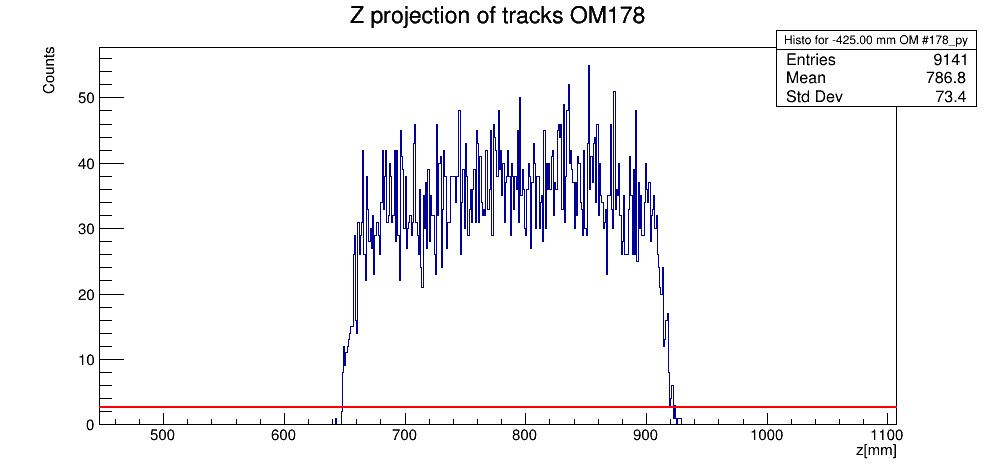 Z projection of tracks OM178
Histo for -425.00 mm OM #178_py
Entries 9141
Mean 786.8
Std Dev 73.4
Counts
50
40
30
20
10
0
500 600 700 800 900 1000 1100
z[mm]